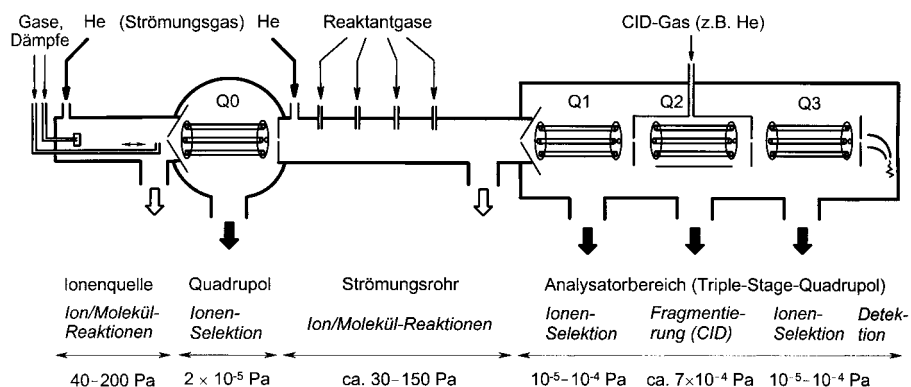 Gase, He (Strömungsgas) He Reaktantgase CID-Gas (z.B. He)
Dämpfe
Q0 Q1 Q2 Q3
Ionenquelle Quadrupol Strömungsrohr Analysatorbereich (Triple-Stage-Quadrupol)
Ion/Molekül- Ionen- Ion/Molekül-Reaktionen Ionen- Fragmentie- Ionen- Detek-
Reaktionen Selektion Selektion rung (CID) Selektion tion
40–200 Pa 2 × 10⁻⁵ Pa ca. 30–150 Pa 10⁻⁵–10⁻⁴ Pa ca. 7×10⁻⁴ Pa 10⁻⁵–10⁻⁴ Pa